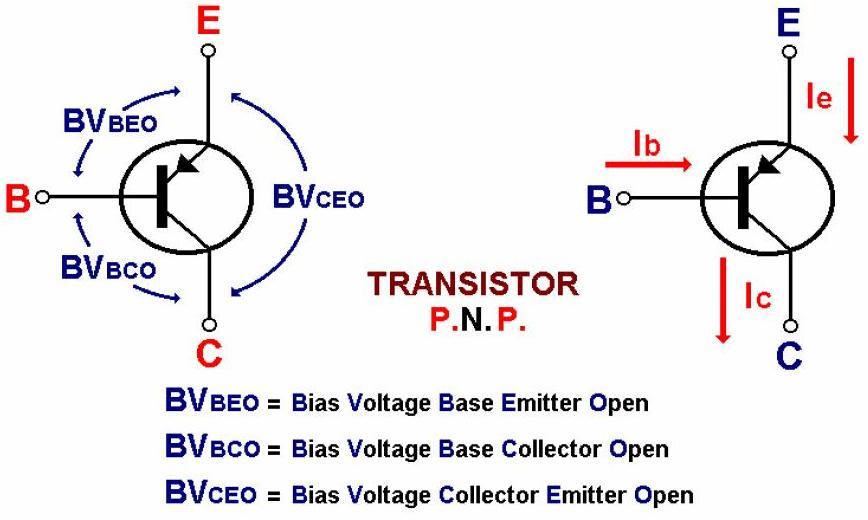 E
BVBEO
B
BVCEO
BVBCO
C
E
Ie
Ib
B
Ic
C
TRANSISTOR
P.N.P.
BVBEO = Bias Voltage Base Emitter Open
BVBCO = Bias Voltage Base Collector Open
BVCEO = Bias Voltage Collector Emitter Open